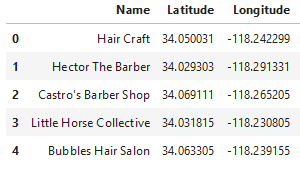 Name Latitude Longitude
0 Hair Craft 34.050031 -118.242299
1 Hector The Barber 34.029303 -118.291331
2 Castro's Barber Shop 34.069111 -118.265205
3 Little Horse Collective 34.031815 -118.230805
4 Bubbles Hair Salon 34.063305 -118.239155